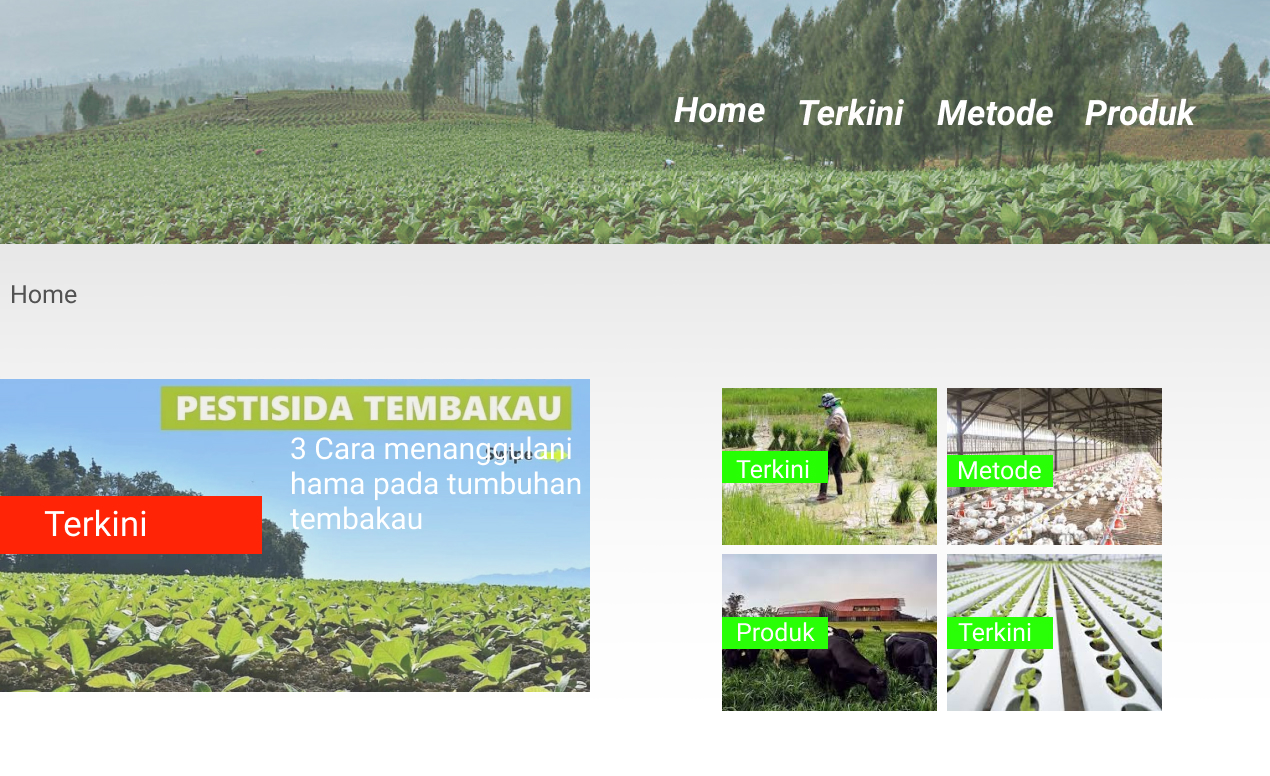 Home Terkini Metode Produk
Home
PESTISIDA TEMBAKAU
3 Cara menanggulani
hama pada tumbuhan
tembakau
Terkini
Terkini
Metode
Produk
Terkini